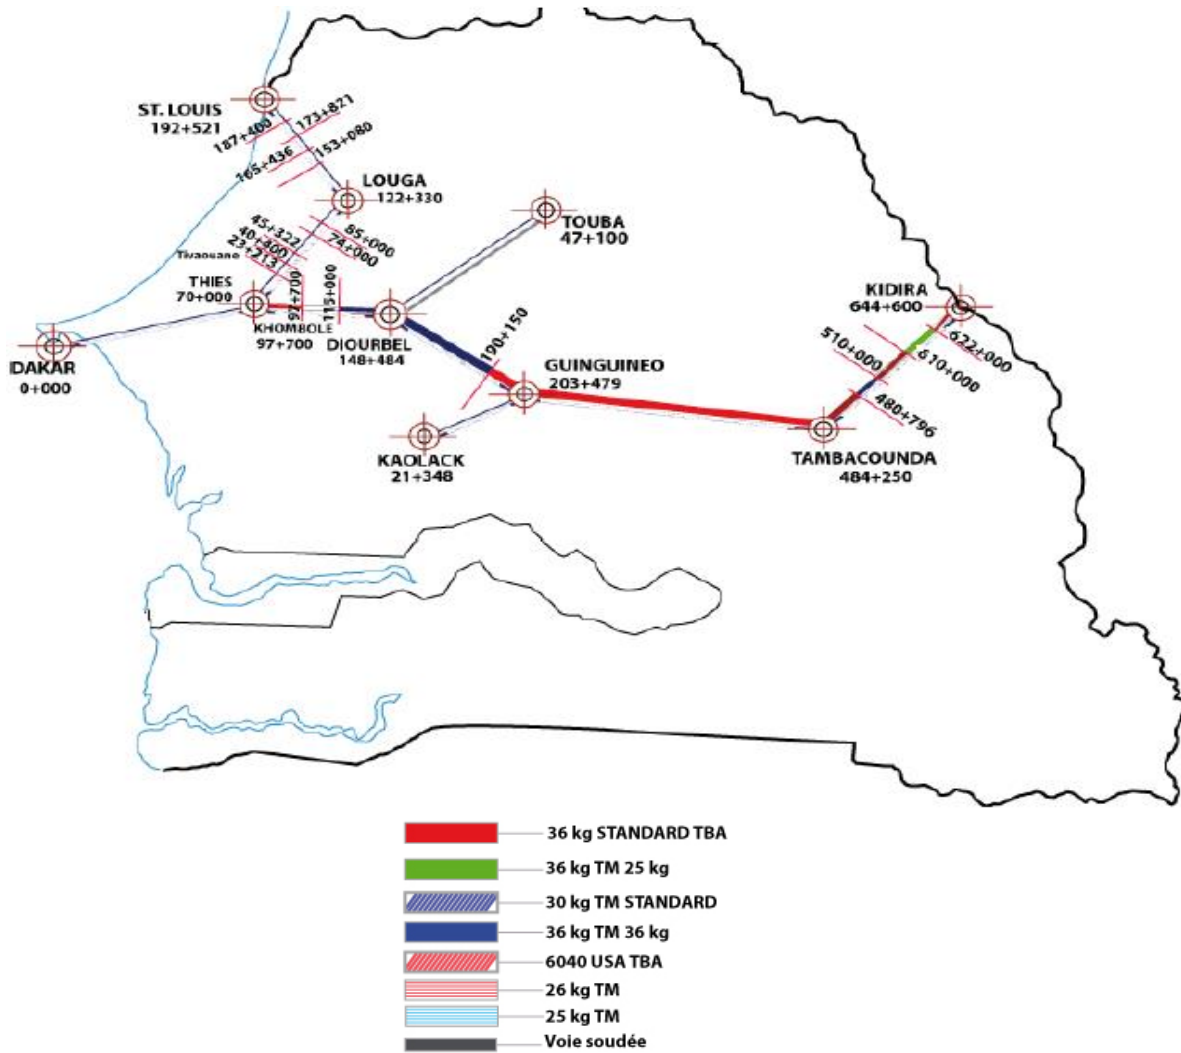 ST. LOUIS
192+521
187+400
173+821
165+436
153+080
LOUGA
122+330
TOUBA
47+100
45+322
40+400
23+213
85+000
74+000
Tivaouane
THIES
70+000
97+700
115+000
KHOMBOLE
97+700
DIOURBEL
148+484
190+150
DAKAR
0+000
GUINGUINEO
203+479
KAOLACK
21+348
KIDIRA
644+600
622+000
510+000
610+000
480+796
TAMBACOUNDA
484+250
36 kg STANDARD TBA
36 kg TM 25 kg
30 kg TM STANDARD
36 kg TM 36 kg
6040 USA TBA
26 kg TM
25 kg TM
Voie soudée